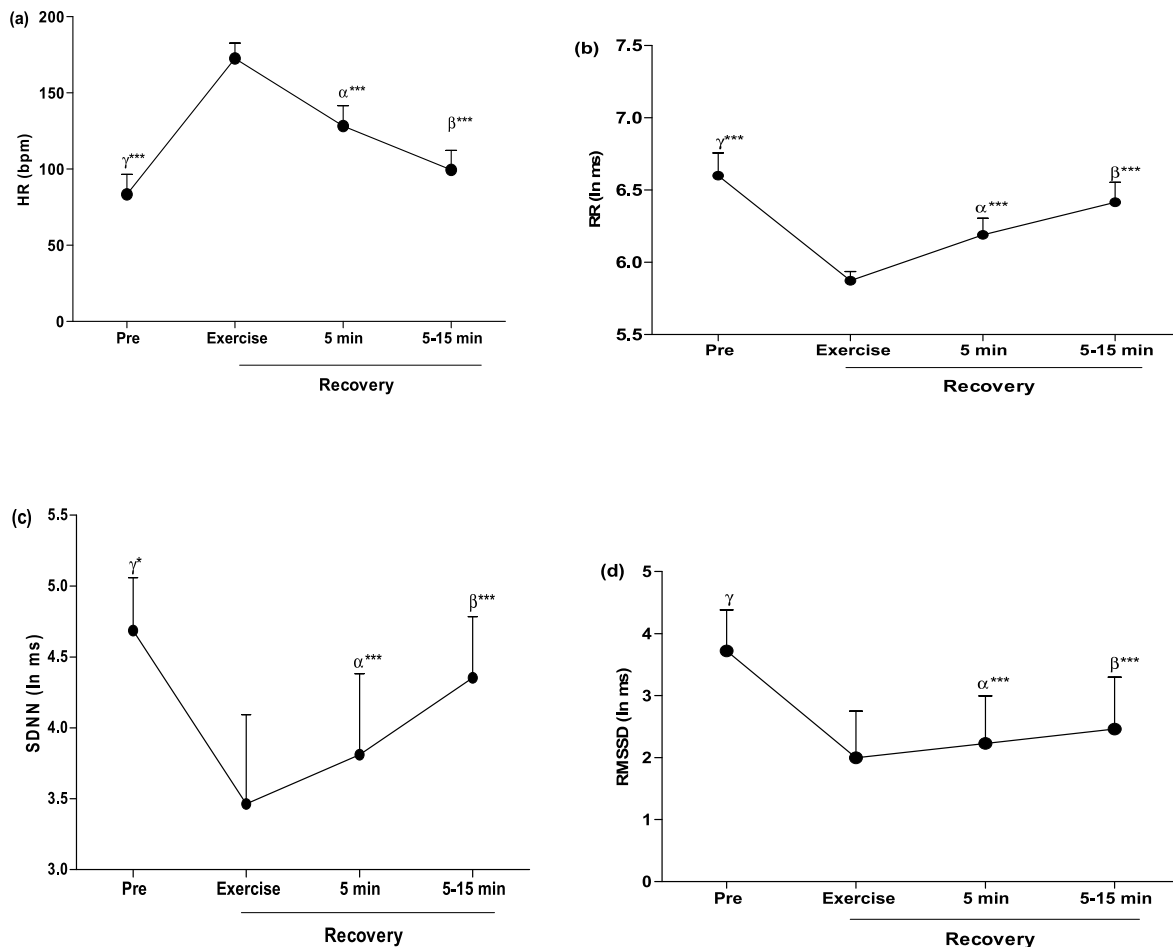 (a)
HR (bpm)
200
150
100
50
0
γ***
α***
β***
Pre Exercise 5 min 5-15 min
Recovery
(b)
RR (ln ms)
7.5
7.0
6.5
6.0
5.5
γ***
α***
β***
Pre Exercise 5 min 5-15 min
Recovery
(c)
SDNN (ln ms)
5.5
5.0
4.5
4.0
3.5
3.0
γ*
α***
β***
Pre Exercise 5 min 5-15 min
Recovery
(d)
RMSSD (ln ms)
5
4
3
2
1
0
γ
α***
β***
Pre Exercise 5 min 5-15 min
Recovery